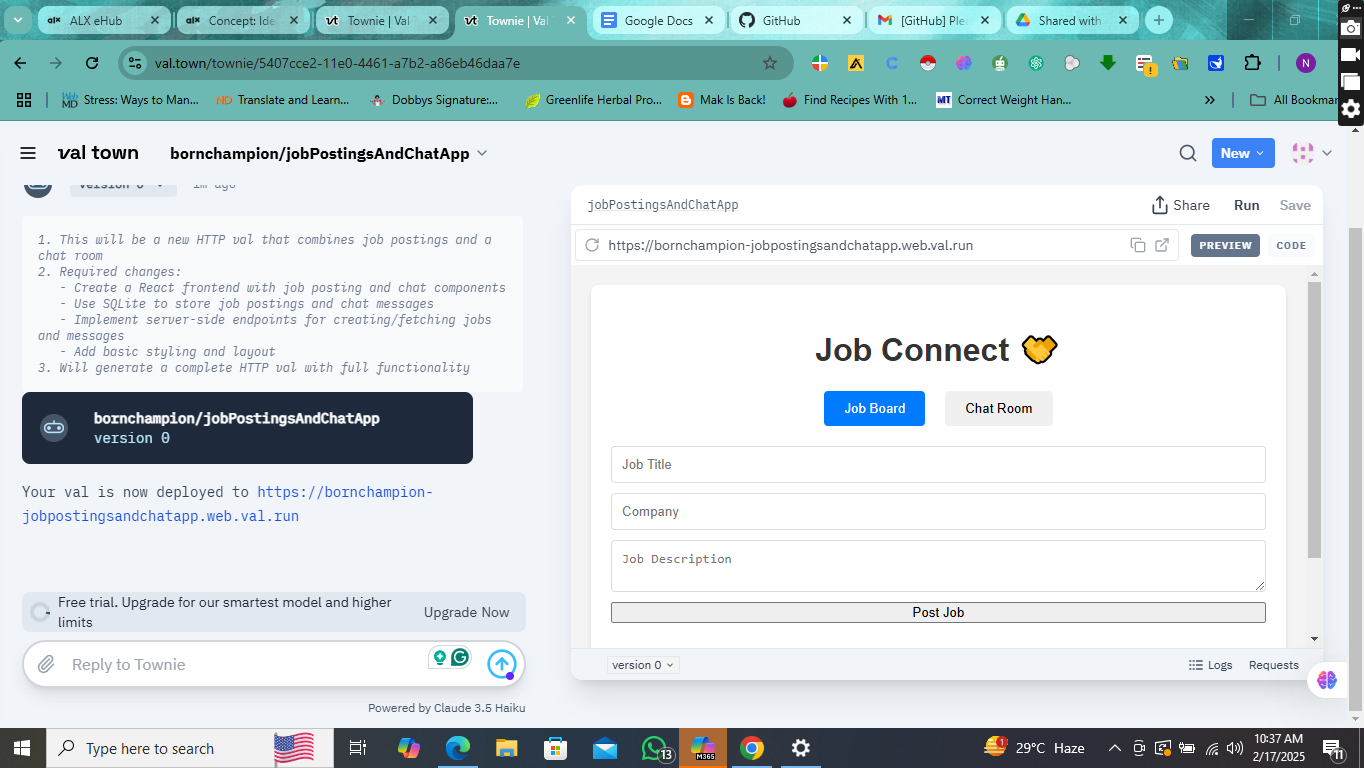 ALX eHub
Concept: Ide
Townie | Val
Townie | Val
Google Docs
GitHub
[GitHub] Ple
Shared with
val.town/townie/5407cce2-11e0-4461-a7b2-a86eb46daa7e
N
Stress: Ways to Man...
Translate and Learn...
Dobbys Signature:...
Greenlife Herbal Pro...
Mak Is Back!
Find Recipes With 1...
Correct Weight Han...
All Bookmar
val town
bornchampion/jobPostingsAndChatApp
New
version 0
1m ago
1. This will be a new HTTP val that combines job postings and a
chat room
2. Required changes:
- Create a React frontend with job posting and chat components
- Use SQLite to store job postings and chat messages
- Implement server-side endpoints for creating/fetching jobs
and messages
- Add basic styling and layout
3. Will generate a complete HTTP val with full functionality
bornchampion/jobPostingsAndChatApp
version 0
Your val is now deployed to https://bornchampion-
jobpostingsandchatapp.web.val.run
Free trial. Upgrade for our smartest model and higher
limits
Upgrade Now
Reply to Townie
Powered by Claude 3.5 Haiku
jobPostingsAndChatApp
Share
Run
Save
https://bornchampion-jobpostingsandchatapp.web.val.run
PREVIEW
CODE
Job Connect
Job Board
Chat Room
Job Title
Company
Job Description
Post Job
version 0
Logs
Requests
Type here to search
M365
13
29°C Haze
10:37 AM
2/17/2025
11